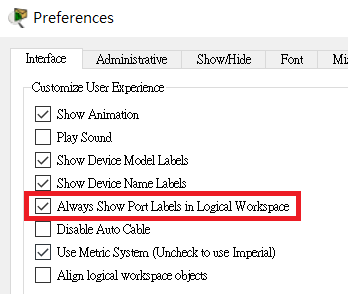 Preferences
Interface
Administrative
Show/Hide
Font
Customize User Experience
Show Animation
Play Sound
Show Device Model Labels
Show Device Name Labels
Always Show Port Labels in Logical Workspace
Disable Auto Cable
Use Metric System (Uncheck to use Imperial)
Align logical workspace objects